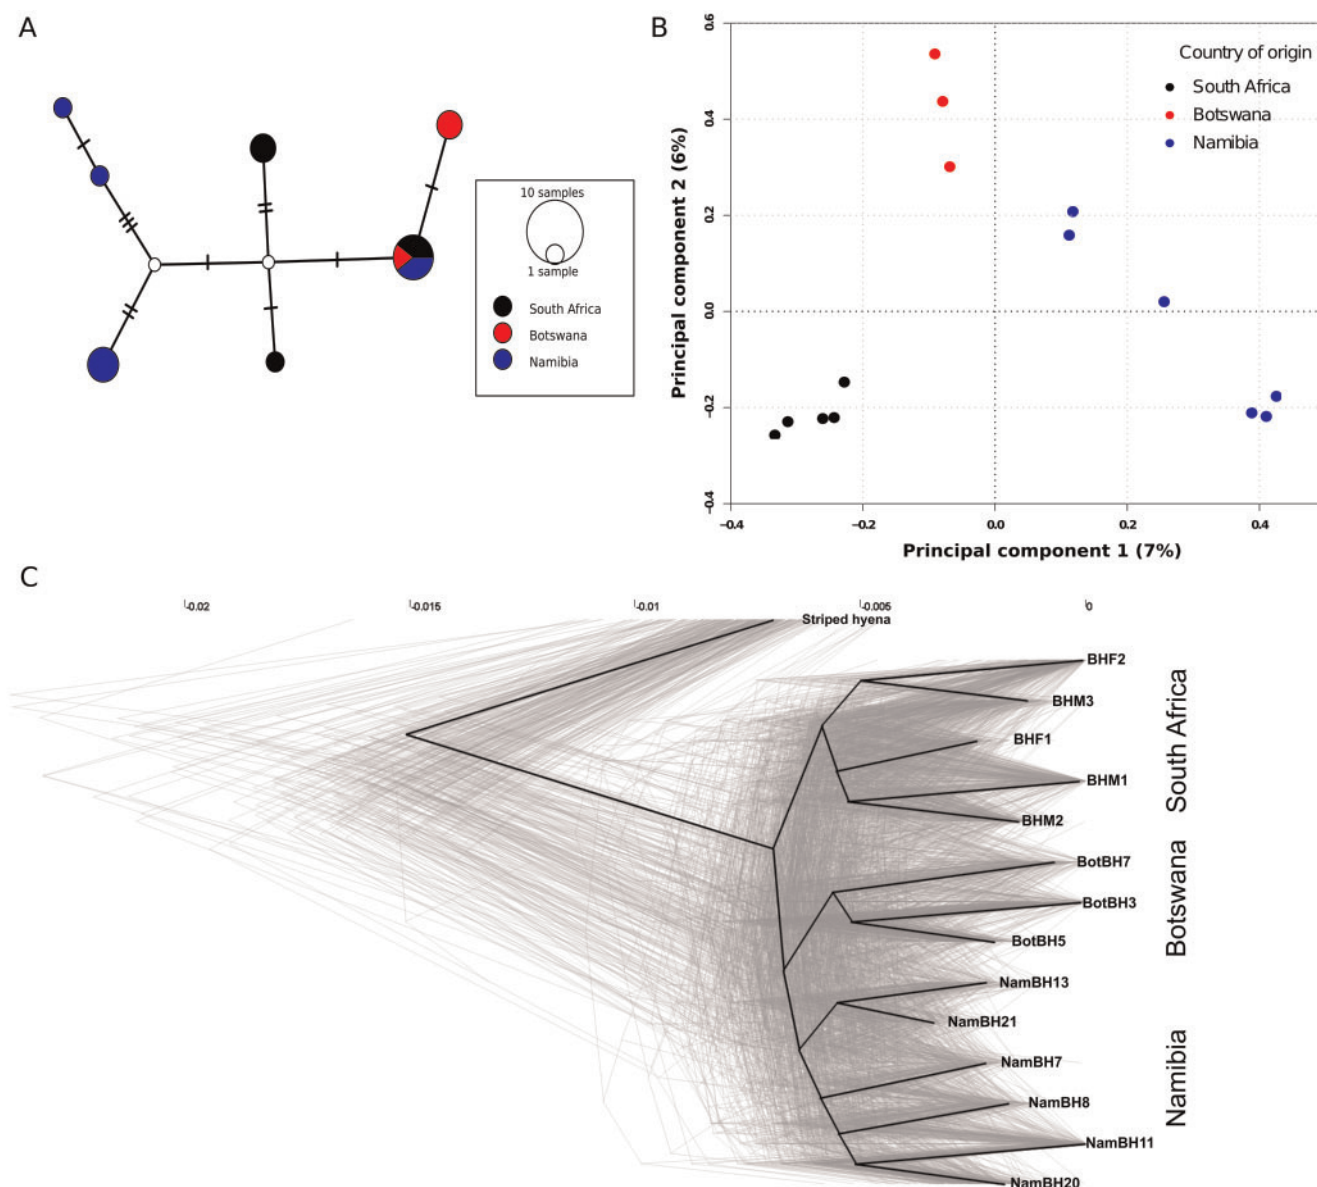 A
10 samples
1 sample
South Africa
Botswana
Namibia
B
Country of origin
South Africa
Botswana
Namibia
Principal component 2 (6%)
0.6
0.4
0.2
0.0
−0.2
−0.4
−0.4
−0.2
0.0
0.2
0.4
Principal component 1 (7%)
C
-0.02
-0.015
-0.01
-0.005
0
Striped hyena
BHF2
BHM3
BHF1
BHM1
BHM2
BotBH7
BotBH3
BotBH5
NamBH13
NamBH21
NamBH7
NamBH8
NamBH11
NamBH20
South Africa
Botswana
Namibia